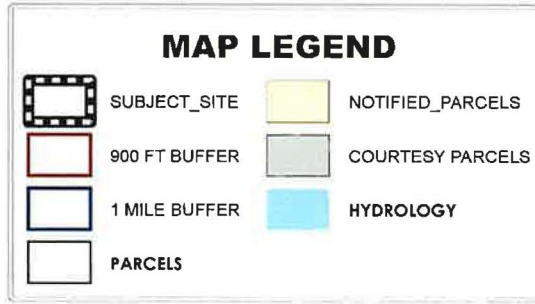 MAP LEGEND
SUBJECT_SITE
NOTIFIED_PARCELS
900 FT BUFFER
COURTESY PARCELS
1 MILE BUFFER
HYDROLOGY
PARCELS